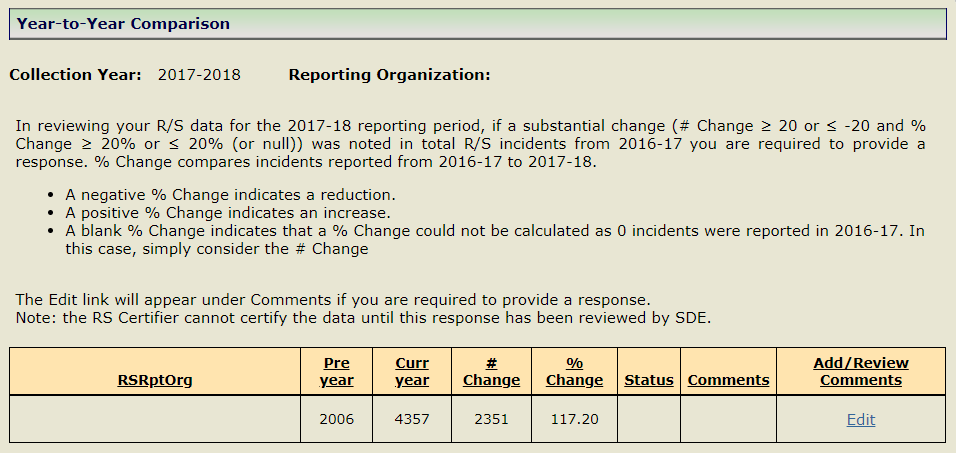 Year-to-Year Comparison
Collection Year: 2017-2018 Reporting Organization:
In reviewing your R/S data for the 2017-18 reporting period, if a substantial change (# Change ≥ 20 or ≤ -20 and %
Change ≥ 20% or ≤ 20% (or null)) was noted in total R/S incidents from 2016-17 you are required to provide a
response. % Change compares incidents reported from 2016-17 to 2017-18.
• A negative % Change indicates a reduction.
• A positive % Change indicates an increase.
• A blank % Change indicates that a % Change could not be calculated as 0 incidents were reported in 2016-17. In
this case, simply consider the # Change
The Edit link will appear under Comments if you are required to provide a response.
Note: the RS Certifier cannot certify the data until this response has been reviewed by SDE.
RSRptOrg Pre year Curr year # Change % Change Status Comments Add/Review Comments
2006 4357 2351 117.20 Edit